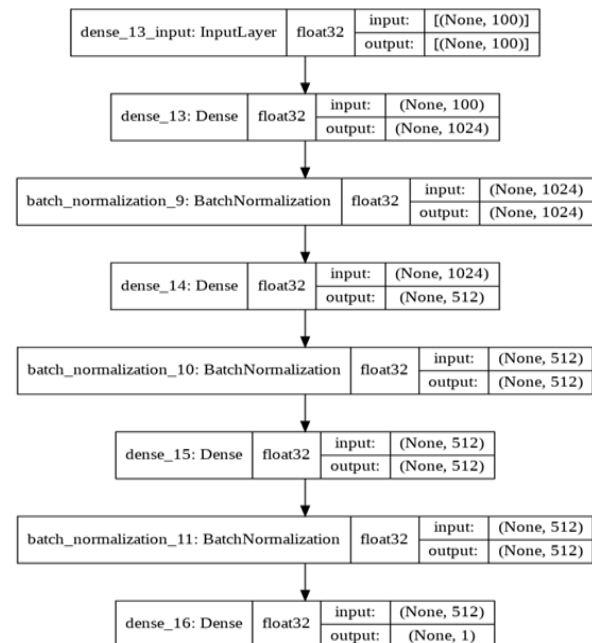 dense_13_input: InputLayer float32 input: [(None, 100)]
output: [(None, 100)]
dense_13: Dense float32 input: (None, 100)
output: (None, 1024)
batch_normalization_9: BatchNormalization float32 input: (None, 1024)
output: (None, 1024)
dense_14: Dense float32 input: (None, 1024)
output: (None, 512)
batch_normalization_10: BatchNormalization float32 input: (None, 512)
output: (None, 512)
dense_15: Dense float32 input: (None, 512)
output: (None, 512)
batch_normalization_11: BatchNormalization float32 input: (None, 512)
output: (None, 512)
dense_16: Dense float32 input: (None, 512)
output: (None, 1)